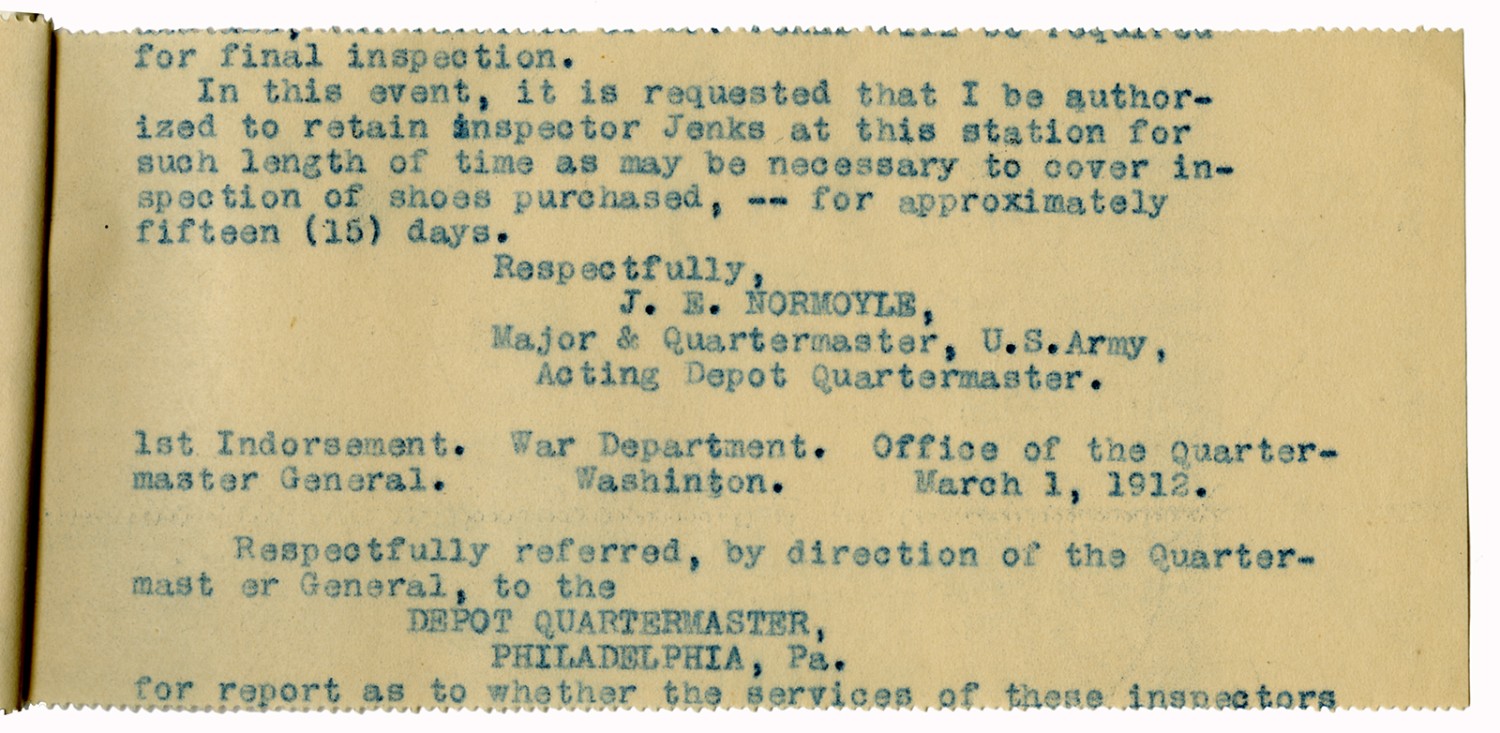 will be required
for final inspection.
In this event, it is requested that I be author-
ized to retain inspector Jenks at this station for
such length of time as may be necessary to cover in-
spection of shoes purchased, -- for approximately
fifteen (15) days.
Respectfully,
J. E. NORMOYLE,
Major & Quartermaster, U.S.Army,
Acting Depot Quartermaster.
1st Indorsement. War Department. Office of the Quarter-
master General. Washinton. March 1, 1912.
Respectfully referred, by direction of the Quarter-
mast er General, to the
DEPOT QUARTERMASTER,
PHILADELPHIA, Pa.
for report as to whether the services of these inspectors